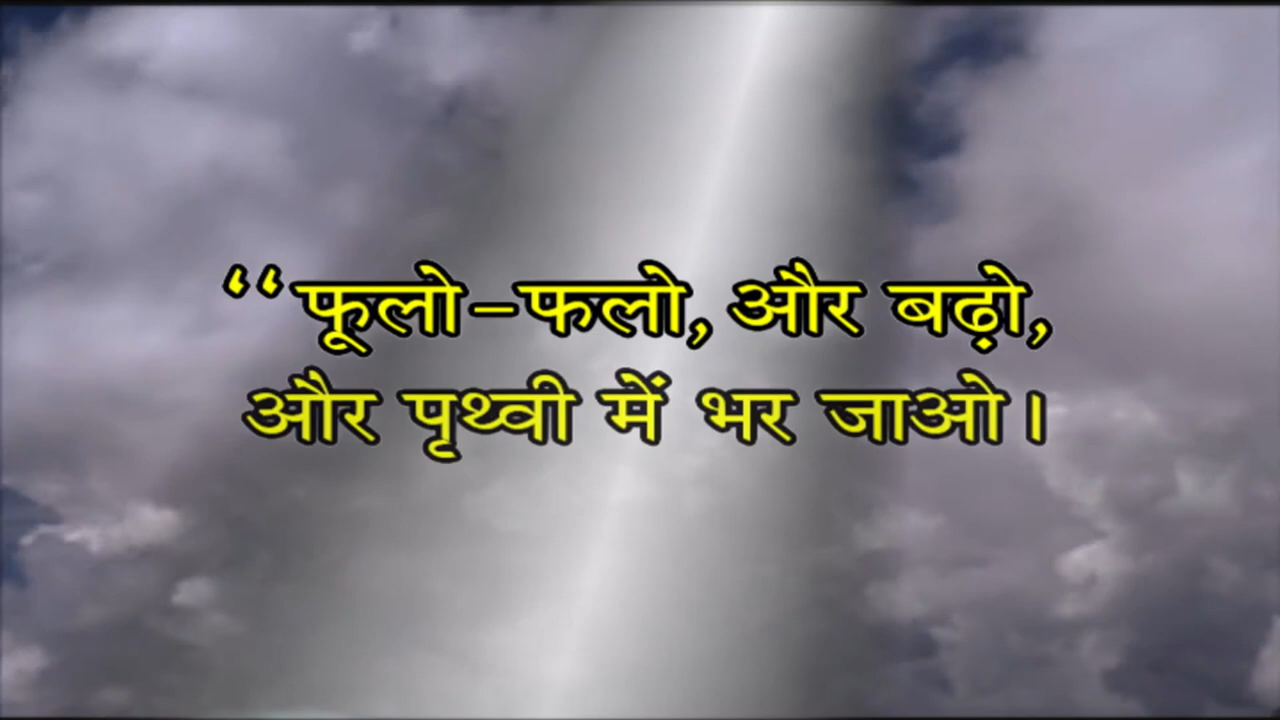 ‘‘फूलो-फलो, और बढ़ो,
और पृथ्वी में भर जाओ।